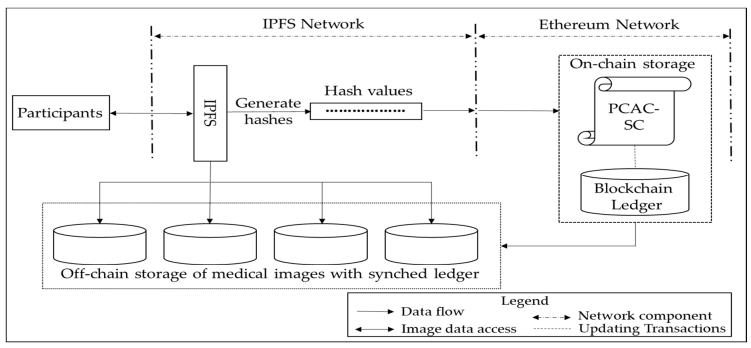 IPFS Network
Ethereum Network
On-chain storage
Participants
IPFS
Generate
hashes
Hash values
PCAC-
SC
Blockchain
Ledger
Off-chain storage of medical images with synched ledger
Legend
Data flow
Network component
Image data access
Updating Transactions